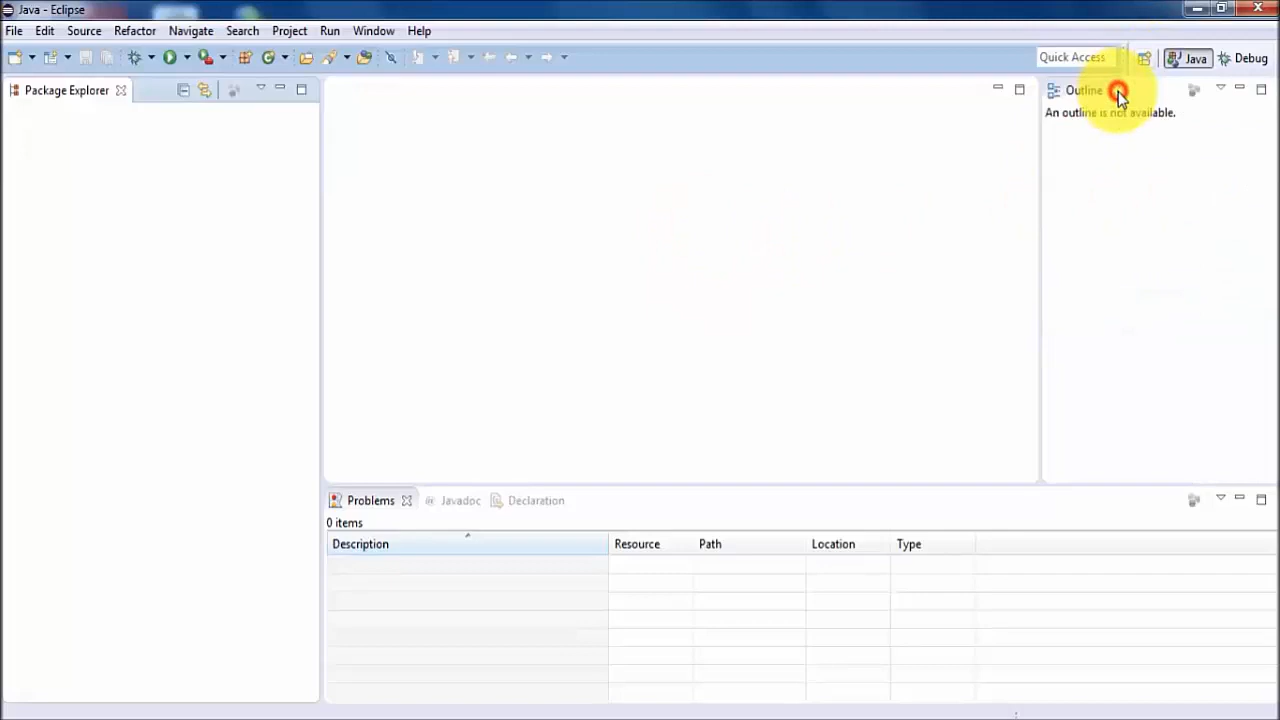 Java - Eclipse
File Edit Source Refactor Navigate Search Project Run Window Help
Quick Access Java Debug
Package Explorer
Outline
An outline is not available.
Problems @ Javadoc Declaration
0 items
Description Resource Path Location Type